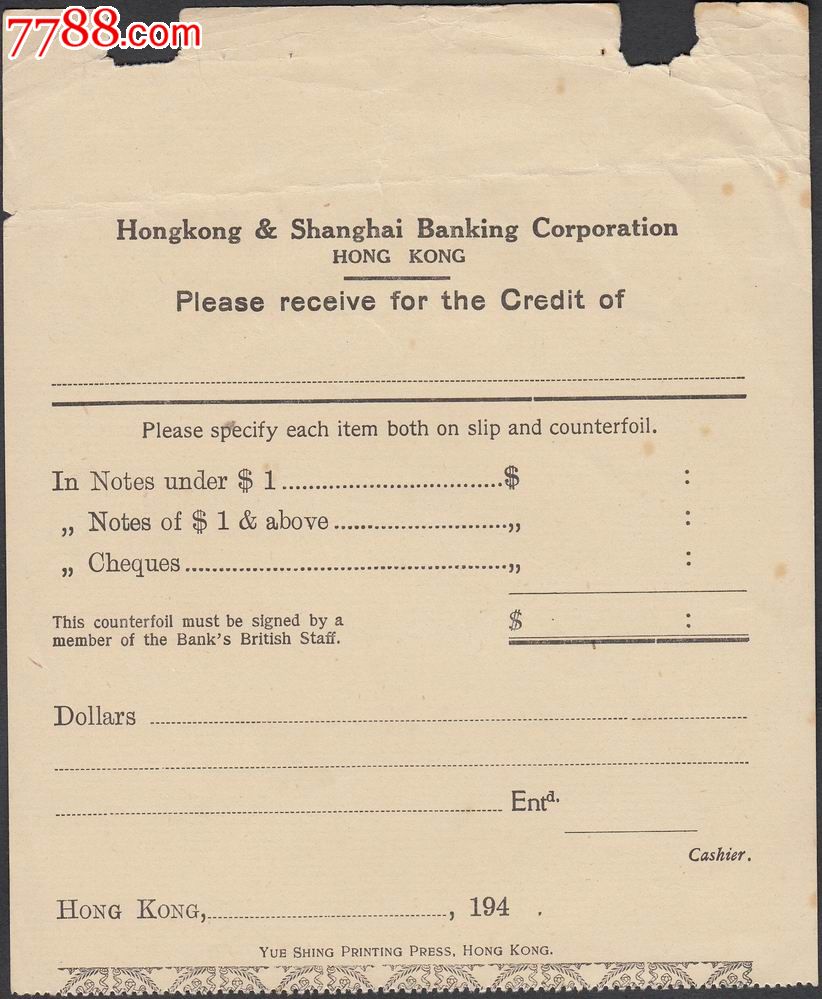 7788.com
Hongkong & Shanghai Banking Corporation
HONG KONG
Please receive for the Credit of
Please specify each item both on slip and counterfoil.
In Notes under $ 1..................................$ :
„ Notes of $ 1 & above...........................„ :
„ Cheques..................................................„ :
This counterfoil must be signed by a $ :
member of the Bank's British Staff.
Dollars
Entd.
Cashier.
HONG KONG,..................................., 194 .
YUE SHING PRINTING PRESS, HONG KONG.